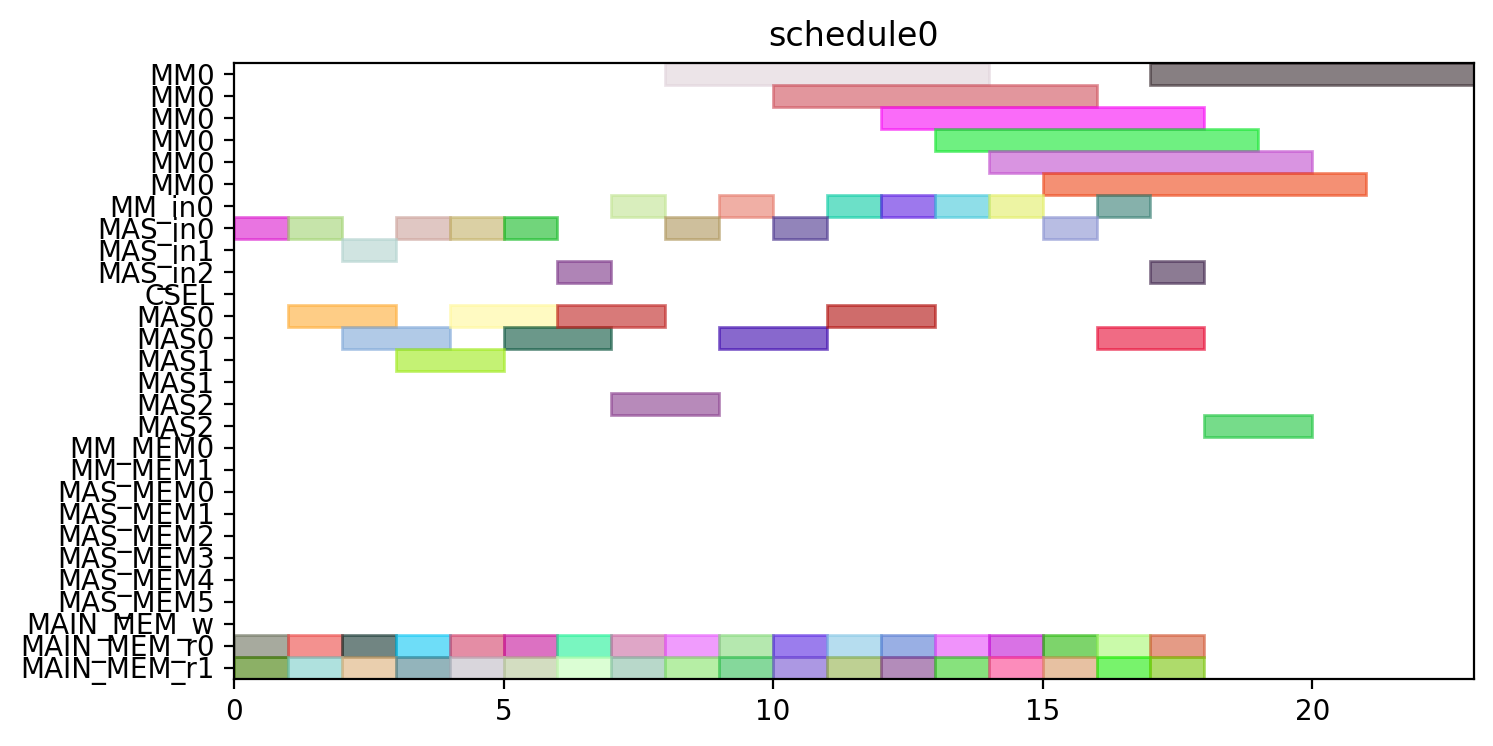 schedule0
MM0
MM0
MM0
MM0
MM0
MM0
MM_in0
MAS_in0
MAS_in1
MAS_in2
CSEL
MAS0
MAS0
MAS1
MAS1
MAS2
MAS2
MM_MEM0
MM_MEM1
MAS_MEM0
MAS_MEM1
MAS_MEM2
MAS_MEM3
MAS_MEM4
MAS_MEM5
MAIN_MEM_w
MAIN_MEM_r0
MAIN_MEM_r1
0 5 10 15 20